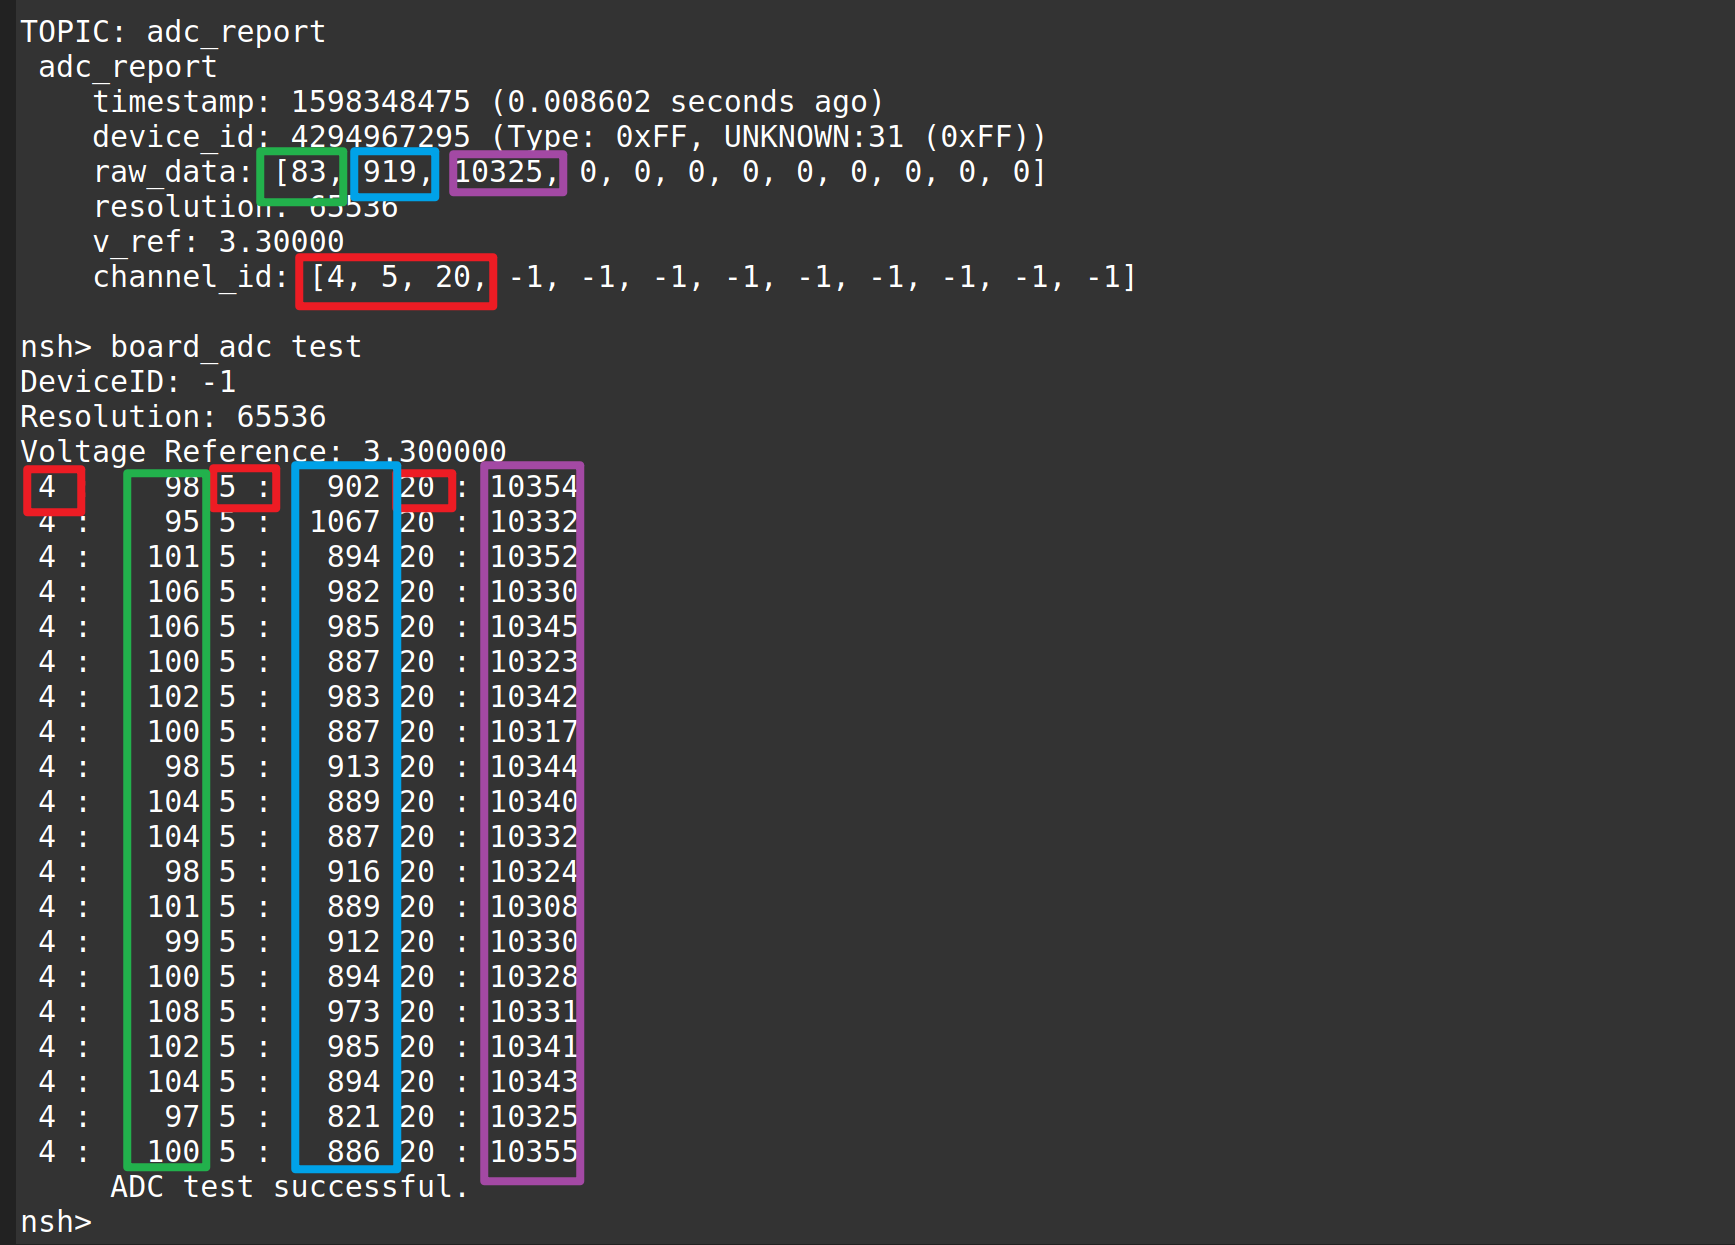 TOPIC: adc_report
adc_report
timestamp: 1598348475 (0.008602 seconds ago)
device_id: 4294967295 (Type: 0xFF, UNKNOWN:31 (0xFF))
raw_data: [83, 919, 10325, 0, 0, 0, 0, 0, 0, 0, 0, 0]
resolution: 65536
v_ref: 3.30000
channel_id: [4, 5, 20, -1, -1, -1, -1, -1, -1, -1, -1, -1]
nsh> board_adc test
DeviceID: -1
Resolution: 65536
Voltage Reference: 3.300000
4 : 98 5 : 902 20 : 10354
4 : 95 5 : 1067 20 : 10332
4 : 101 5 : 894 20 : 10352
4 : 106 5 : 982 20 : 10330
4 : 106 5 : 985 20 : 10345
4 : 100 5 : 887 20 : 10323
4 : 102 5 : 983 20 : 10342
4 : 100 5 : 887 20 : 10317
4 : 98 5 : 913 20 : 10344
4 : 104 5 : 889 20 : 10340
4 : 104 5 : 887 20 : 10332
4 : 98 5 : 916 20 : 10324
4 : 101 5 : 889 20 : 10308
4 : 99 5 : 912 20 : 10330
4 : 100 5 : 894 20 : 10328
4 : 108 5 : 973 20 : 10331
4 : 102 5 : 985 20 : 10341
4 : 104 5 : 894 20 : 10343
4 : 97 5 : 821 20 : 10325
4 : 100 5 : 886 20 : 10355
ADC test successful.
nsh>